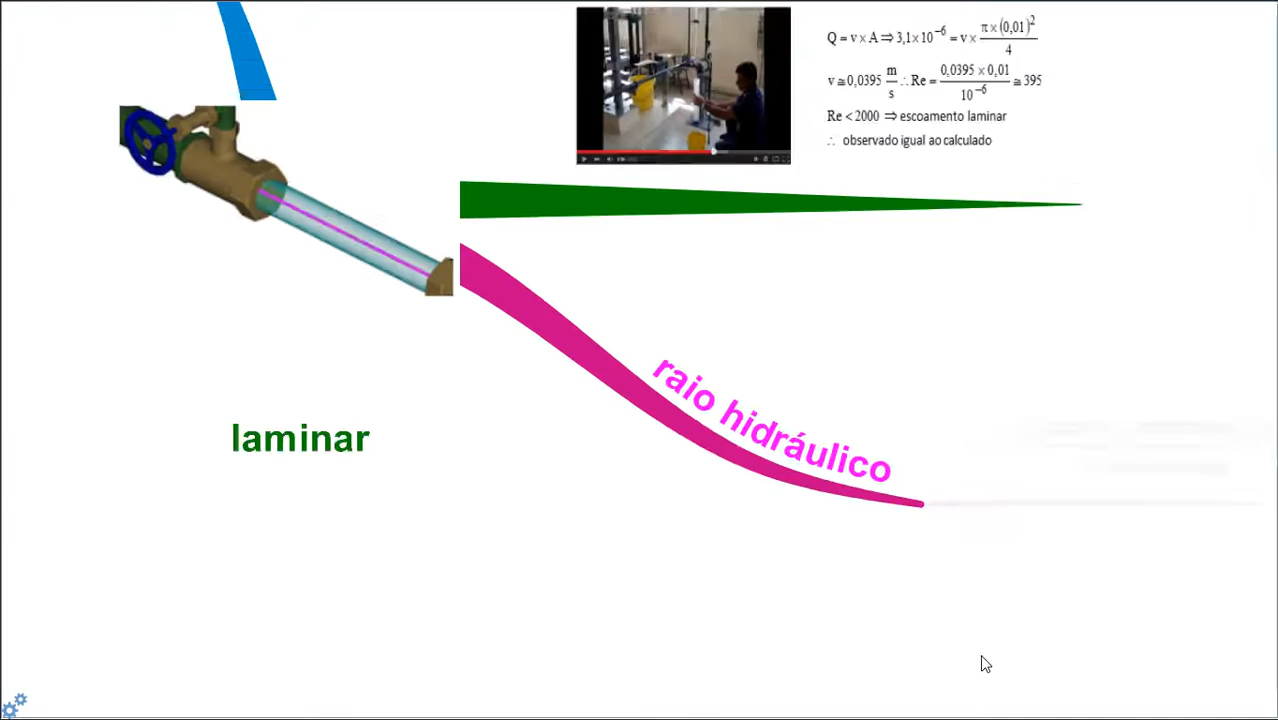 Q = v × A ⇒ 3,1×10⁻⁶ = v × π×(0,01)² / 4
v ≅ 0,0395 m/s ∴ Re = 0,0395 × 0,01 / 10⁻⁶ ≅ 395
Re < 2000 ⇒ escoamento laminar
∴ observado igual ao calculado
raio hidráulico
laminar